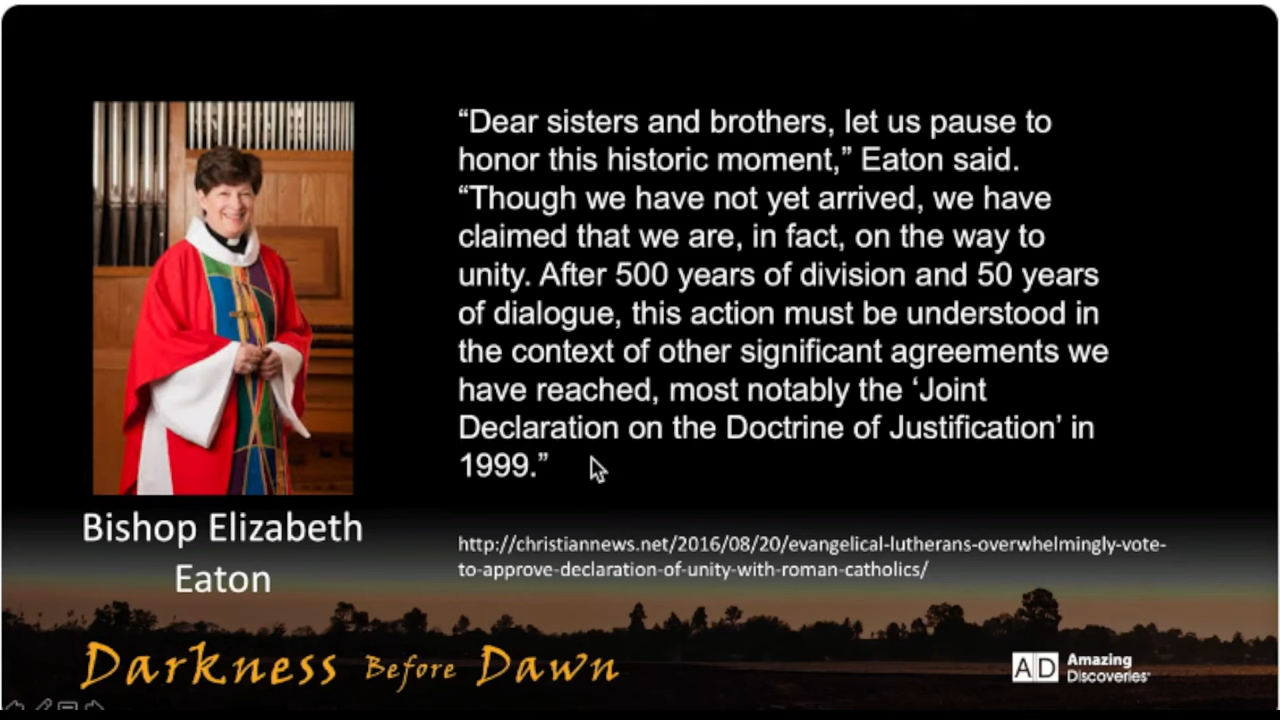 “Dear sisters and brothers, let us pause to
honor this historic moment,” Eaton said.
“Though we have not yet arrived, we have
claimed that we are, in fact, on the way to
unity. After 500 years of division and 50 years
of dialogue, this action must be understood in
the context of other significant agreements we
have reached, most notably the ‘Joint
Declaration on the Doctrine of Justification’ in
1999.”
Bishop Elizabeth
Eaton
http://christiannews.net/2016/08/20/evangelical-lutherans-overwhelmingly-vote-
to-approve-declaration-of-unity-with-roman-catholics/
Darkness Before Dawn
AD Amazing
Discoveries